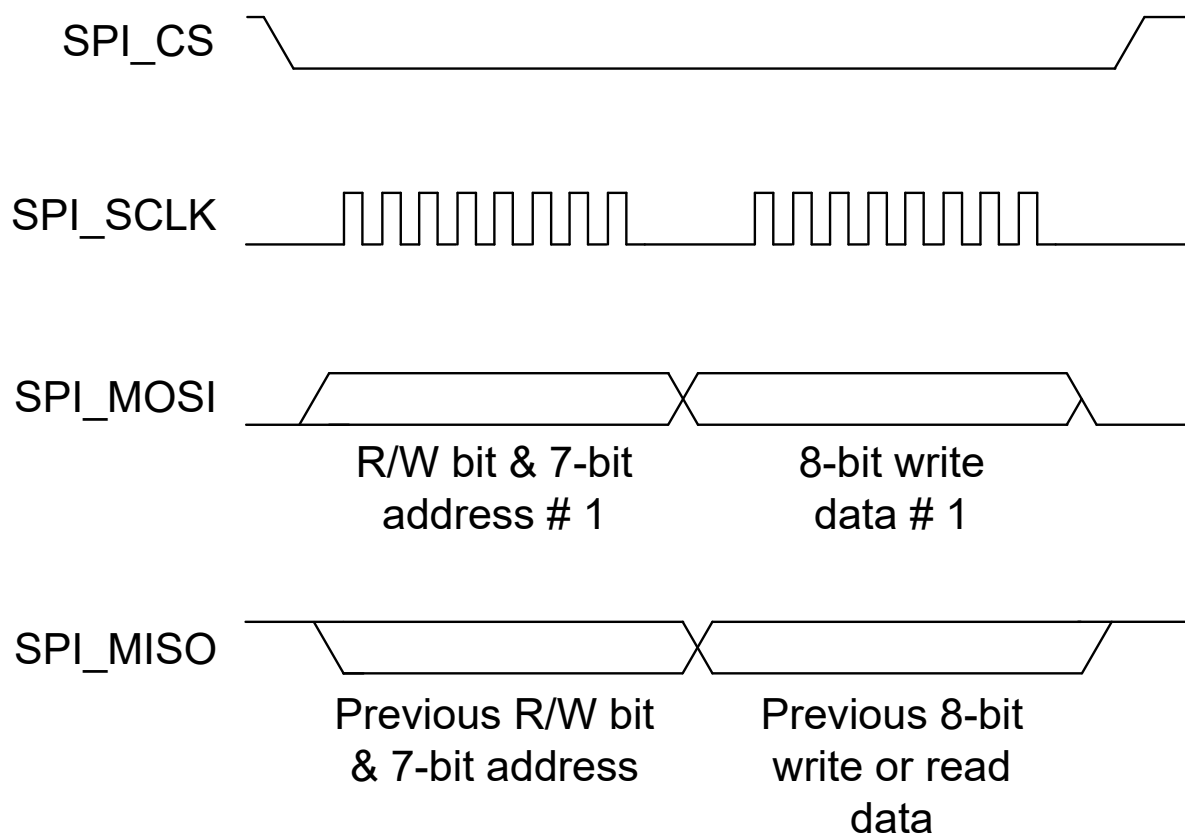 SPI_CS
SPI_SCLK
SPI_MOSI
R/W bit & 7-bit
address # 1
8-bit write
data # 1
SPI_MISO
Previous R/W bit
& 7-bit address
Previous 8-bit
write or read
data